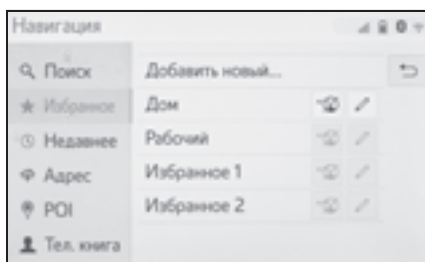 Навигация
Поиск
Добавить новый...
Избранное
Дом
Недавнее
Рабочий
Адрес
Избранное 1
POI
Избранное 2
Тел. книга